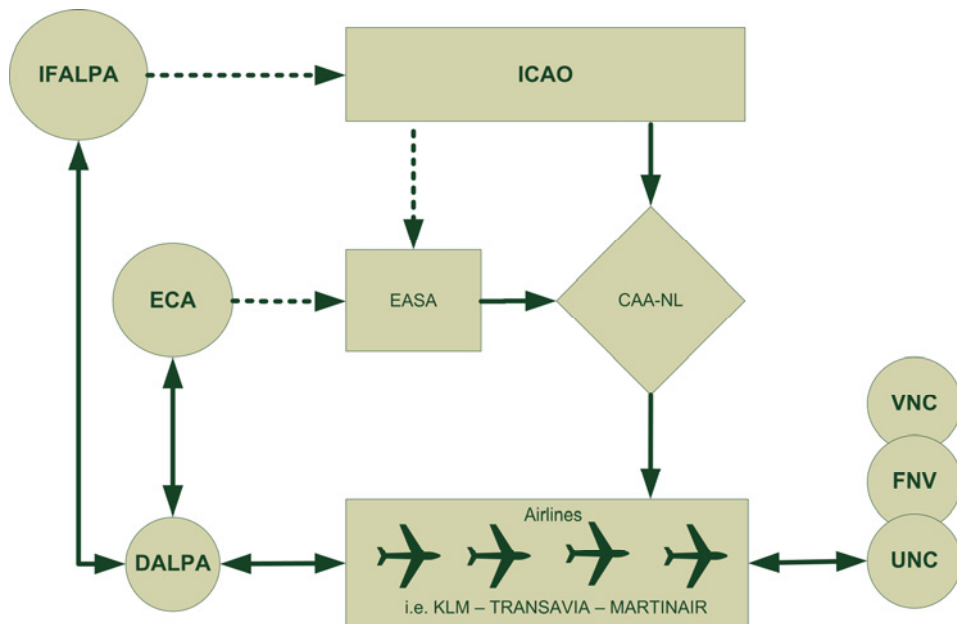 IFALPA
ICAO
ECA
EASA
CAA-NL
VNC
FNV
UNC
DALPA
Airlines
i.e. KLM – TRANSAVIA – MARTINAIR